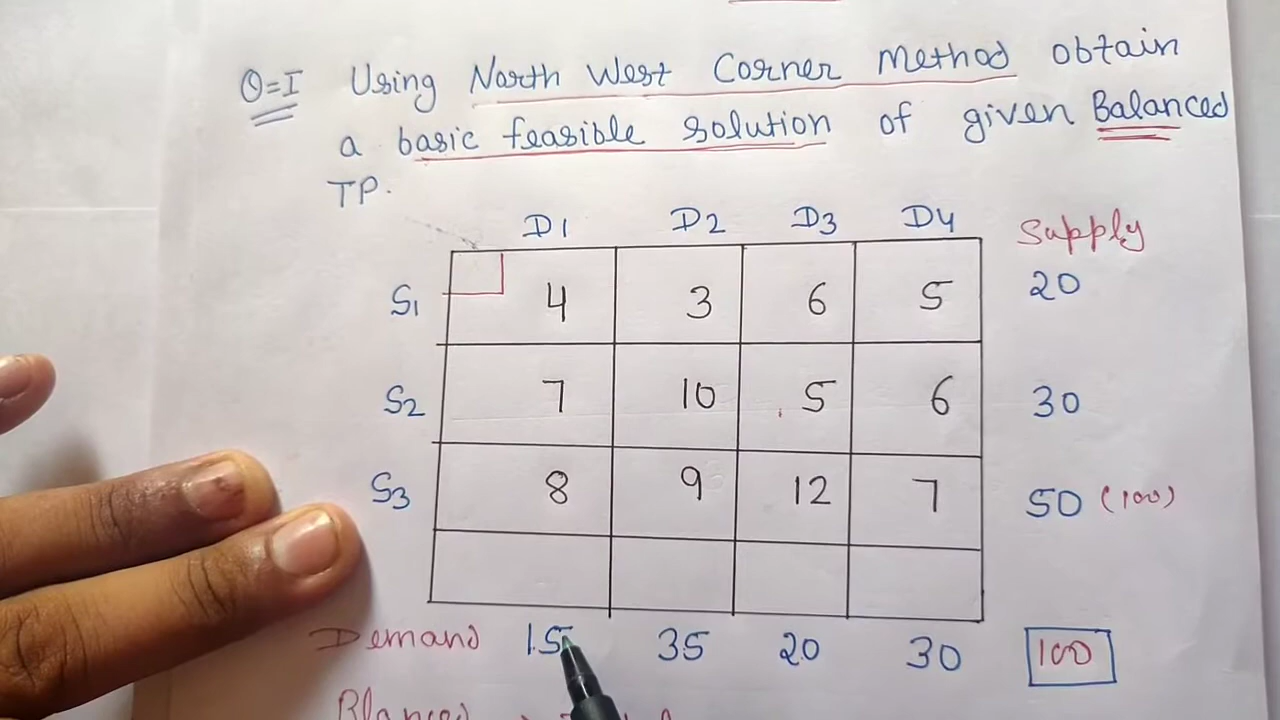 Q=I Using North West Corner Method obtain
a basic feasible solution of given Balanced
TP.
D1 D2 D3 D4 Supply
S1 4 3 6 5 20
S2 7 10 5 6 30
S3 8 9 12 7 50 (100)
Demand 15 35 20 30 100
Blanced